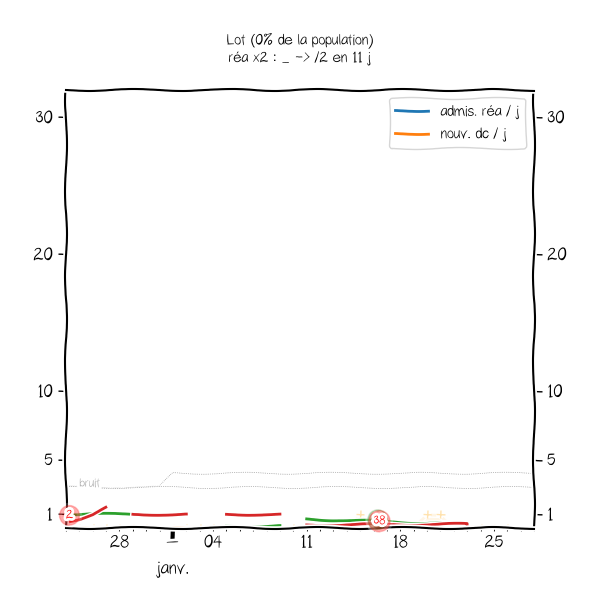 Lot (0% de la population)
réa x2 : _ -> /2 en 11 j
admis. réa / j
nouv. dc / j
30
30
20
20
10
10
5
5
bruit
1
2
38
1
28
04
11
18
25
janv.